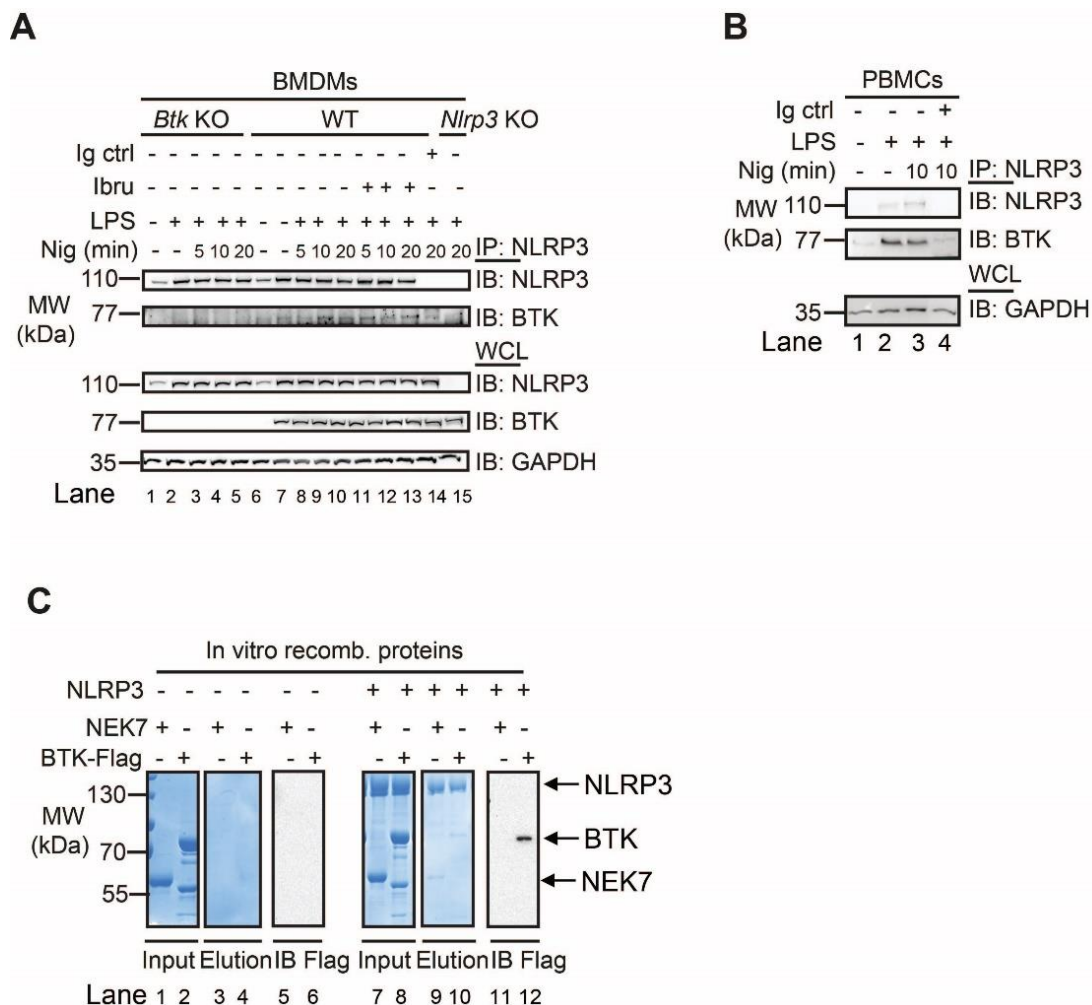 A
BMDMs
Btk KO WT Nlrp3 KO
Ig ctrl - - - - - - - - - - - - - + -
Ibru - - - - - - - - - - + + + - -
LPS - + + + + - + + + + + + + + +
Nig (min) - - 5 10 20 - - 5 10 20 5 10 20 20 20 IP: NLRP3
110 IB: NLRP3
MW (kDa)
77 IB: BTK
WCL
110 IB: NLRP3
77 IB: BTK
35 IB: GAPDH
Lane 1 2 3 4 5 6 7 8 9 10 11 12 13 14 15
B
PBMCs
Ig ctrl - - - +
LPS - + + +
Nig (min) - - 10 10 IP: NLRP3
MW (kDa)
110 IB: NLRP3
77 IB: BTK
WCL
35 IB: GAPDH
Lane 1 2 3 4
C
In vitro recomb. proteins
NLRP3 - - - - - - + + + + + +
NEK7 + - + - + - + - + - + -
BTK-Flag - + - + - + - + - + - +
MW (kDa)
130 NLRP3
70 BTK
55 NEK7
Input Elution IB Flag Input Elution IB Flag
Lane 1 2 3 4 5 6 7 8 9 10 11 12